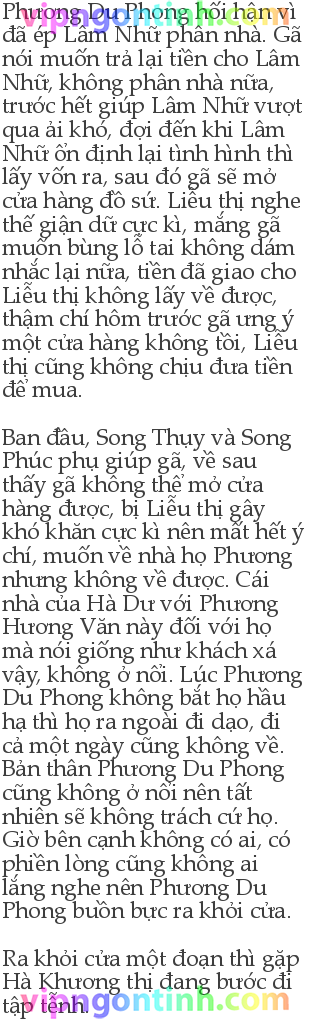 Phương Du Phong hối hận vì
đã ép Lâm Nhữ phân nhà. Gã
nói muốn trả lại tiền cho Lâm
Nhữ, không phân nhà nữa,
trước hết giúp Lâm Nhữ vượt
qua ải khó, đợi đến khi Lâm
Nhữ ổn định lại tình hình thì
lấy vốn ra, sau đó gã sẽ mở
cửa hàng đồ sứ. Liễu thị nghe
thế giận dữ cực kì, mắng gã
muốn bùng lỗ tai không dám
nhắc lại nữa, tiền đã giao cho
Liễu thị không lấy về được,
thậm chí hôm trước gã ưng ý
một cửa hàng không tồi, Liễu
thị cũng không chịu đưa tiền
để mua.
Ban đầu, Song Thụy và Song
Phúc phụ giúp gã, về sau
thấy gã không thể mở cửa
hàng được, bị Liễu thị gây
khó khăn cực kì nên mất hết ý
chí, muốn về nhà họ Phương
nhưng không về được. Cái
nhà của Hà Dư với Phương
Hương Văn này đối với họ
mà nói giống như khách xá
vậy, không ở nổi. Lúc Phương
Du Phong không bắt họ hầu
hạ thì họ ra ngoài đi dạo, đi
cả một ngày cũng không về.
Bản thân Phương Du Phong
cũng không ở nổi nên tất
nhiên sẽ không trách cứ họ.
Giờ bên cạnh không có ai, có
phiền lòng cũng không ai
lắng nghe nên Phương Du
Phong buồn bực ra khỏi cửa.
Ra khỏi cửa một đoạn thì gặp
Hà Khương thị đang bước đi
tập tễnh.
vipngontinh.com
vipngontinh.com